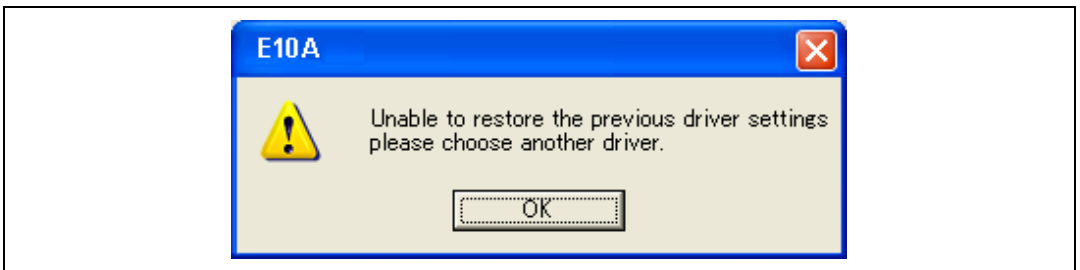 E10A
Unable to restore the previous driver settings
please choose another driver.
OK